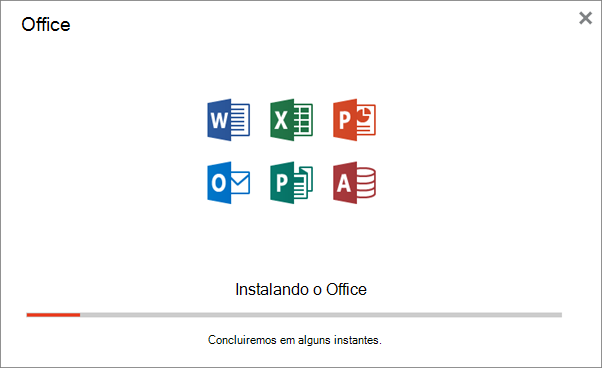 Office
W X P
O P A
Instalando o Office
Concluiremos em alguns instantes.